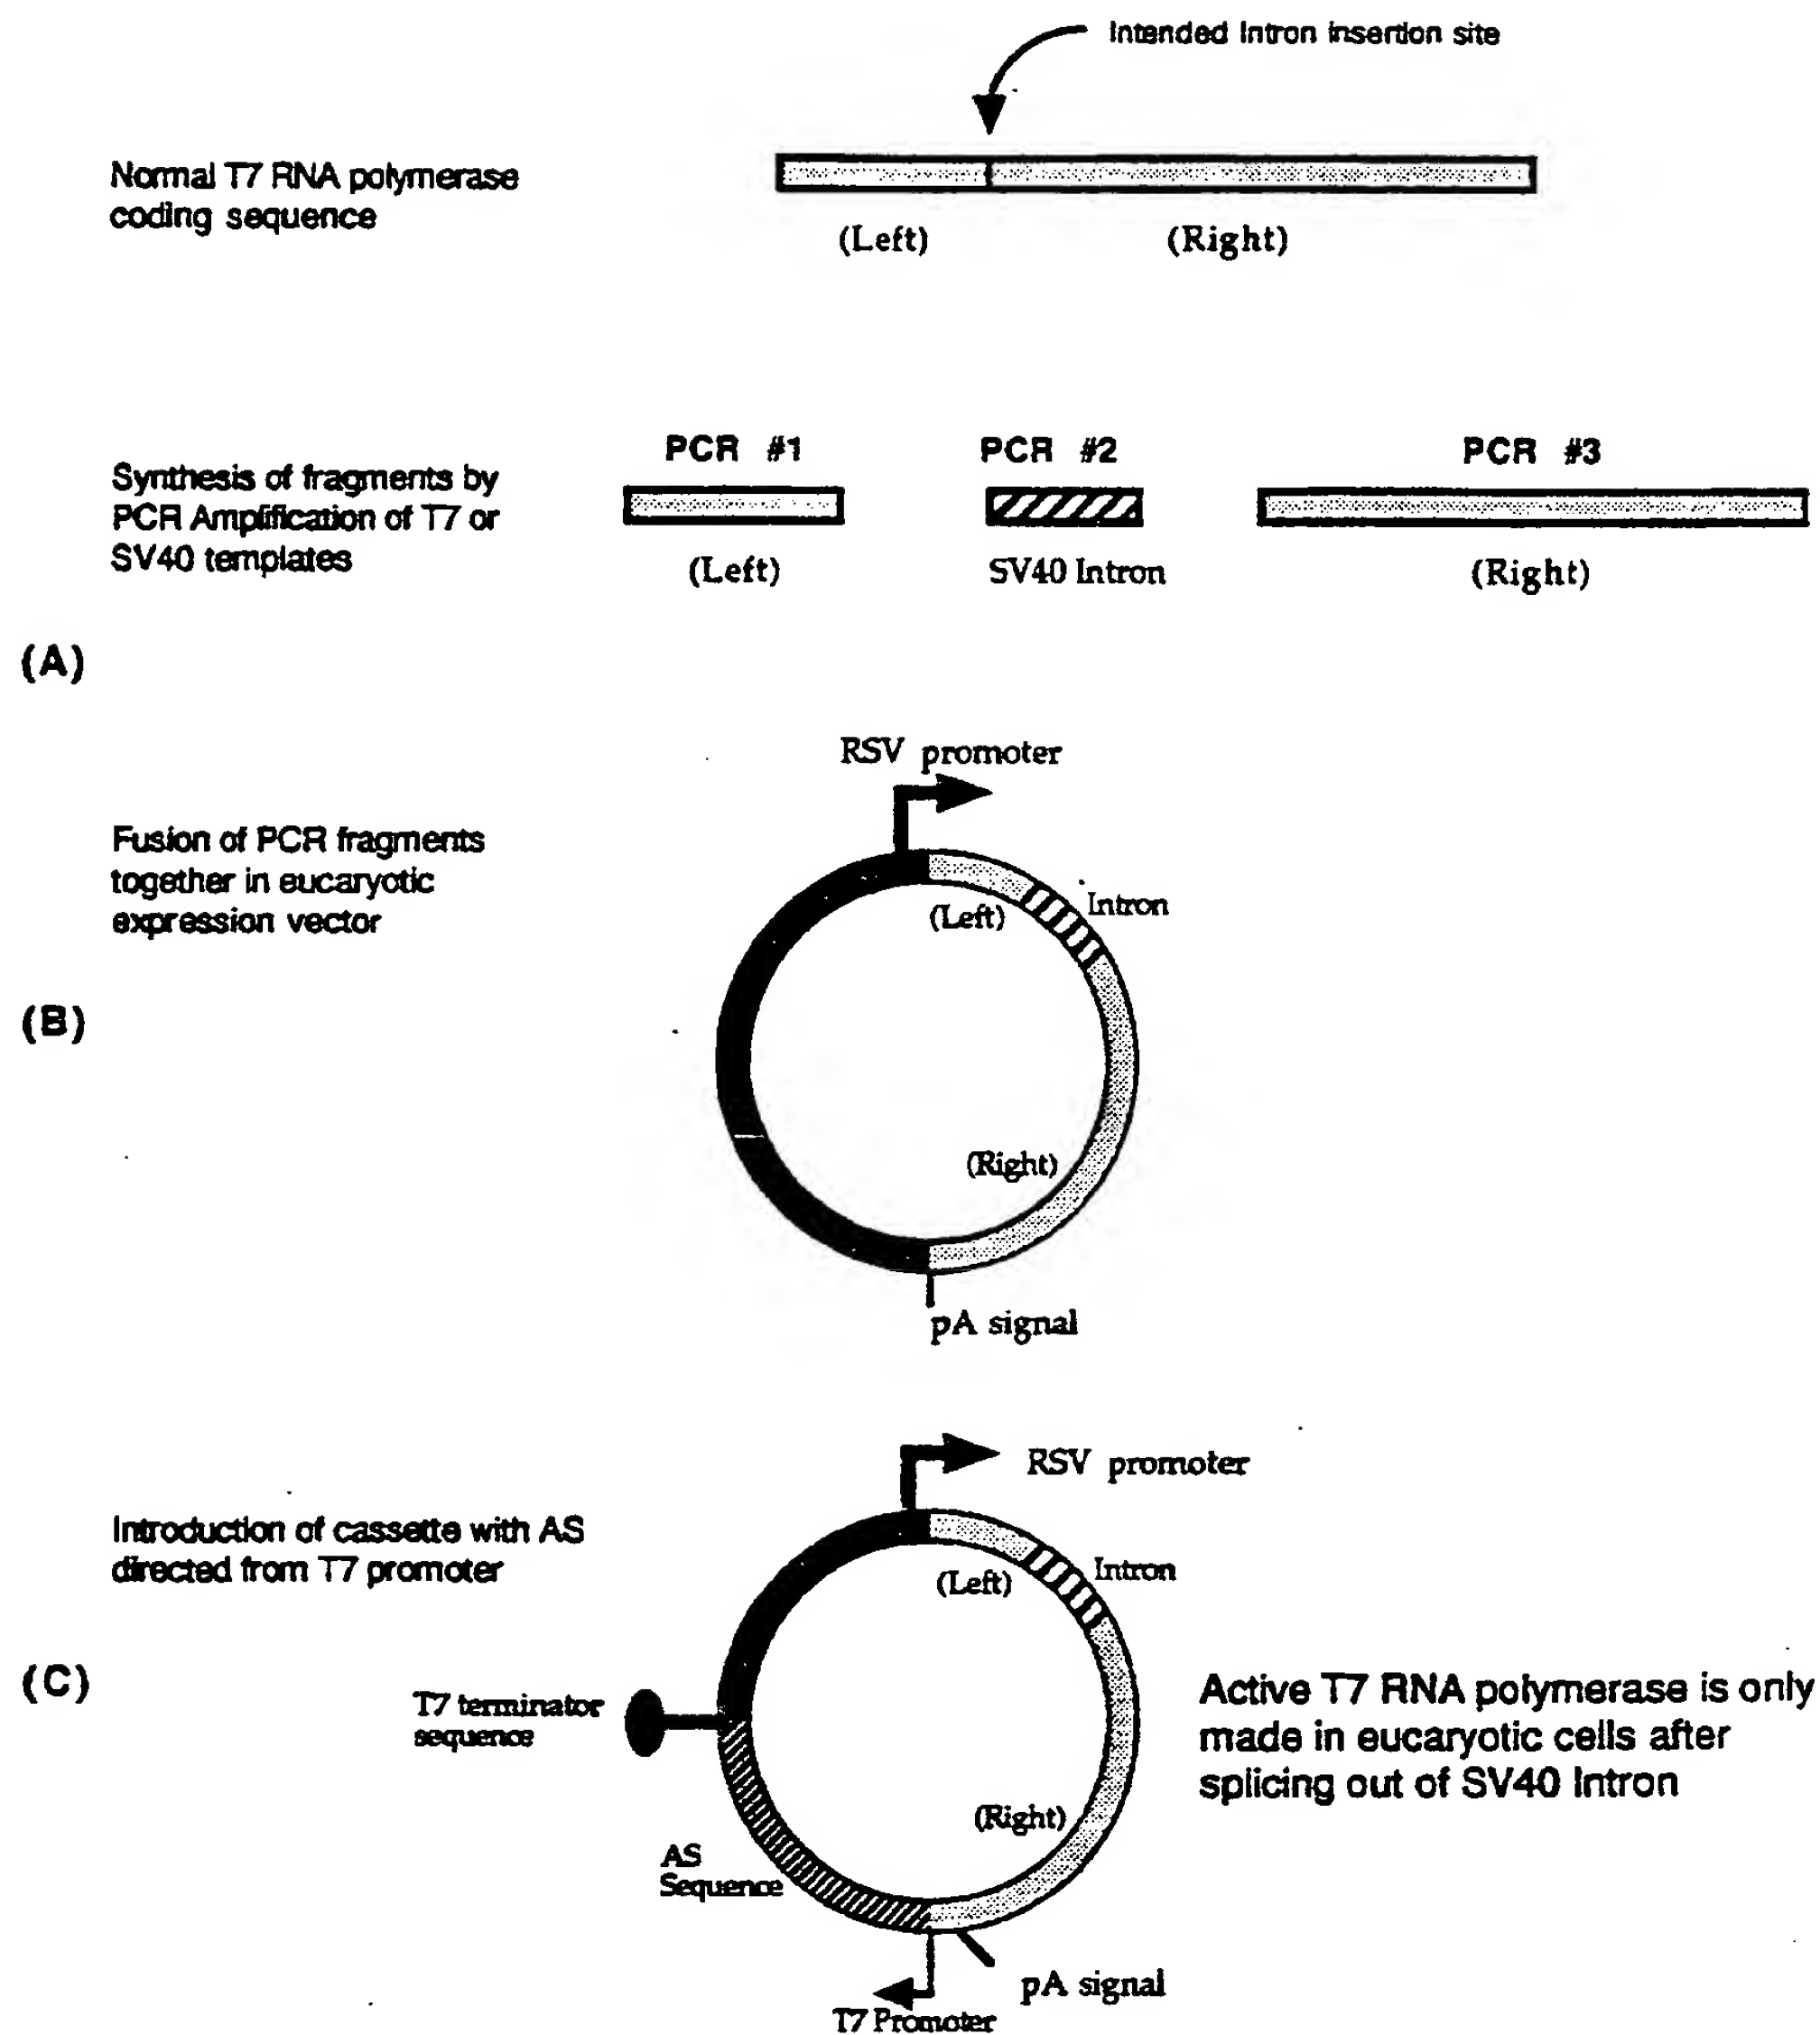 Intended Intron insertion site
Normal T7 RNA polymerase
coding sequence
(Left)
(Right)
PCR #1
PCR #2
PCR #3
Synthesis of fragments by
PCR Amplification of T7 or
SV40 templates
(Left)
SV40 Intron
(Right)
(A)
RSV promoter
Fusion of PCR fragments
together in eucaryotic
expression vector
(Left)
Intron
(B)
(Right)
pA signal
RSV promoter
Introduction of cassette with AS
directed from T7 promoter
(Left)
Intron
(C)
T7 terminator
sequence
Active T7 RNA polymerase is only
made in eucaryotic cells after
splicing out of SV40 Intron
(Right)
AS
Sequence
pA signal
T7 Promoter